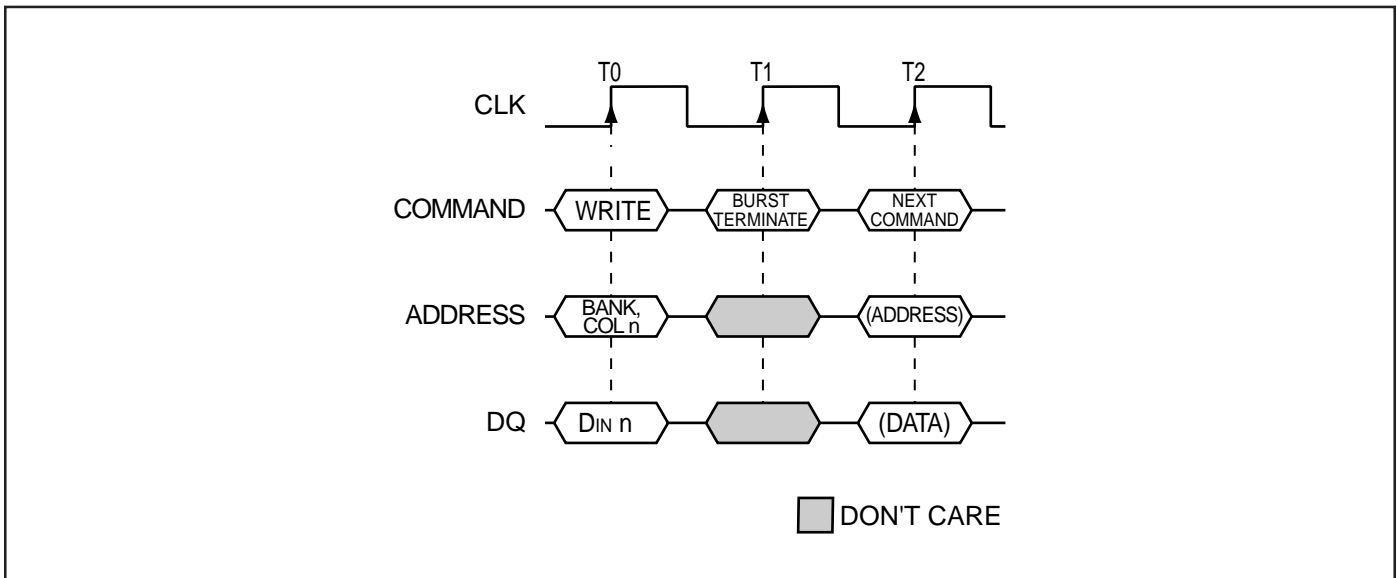 T0 T1 T2
CLK
COMMAND WRITE BURST TERMINATE NEXT COMMAND
ADDRESS BANK, COL n (ADDRESS)
DQ DIN n (DATA)
DON'T CARE